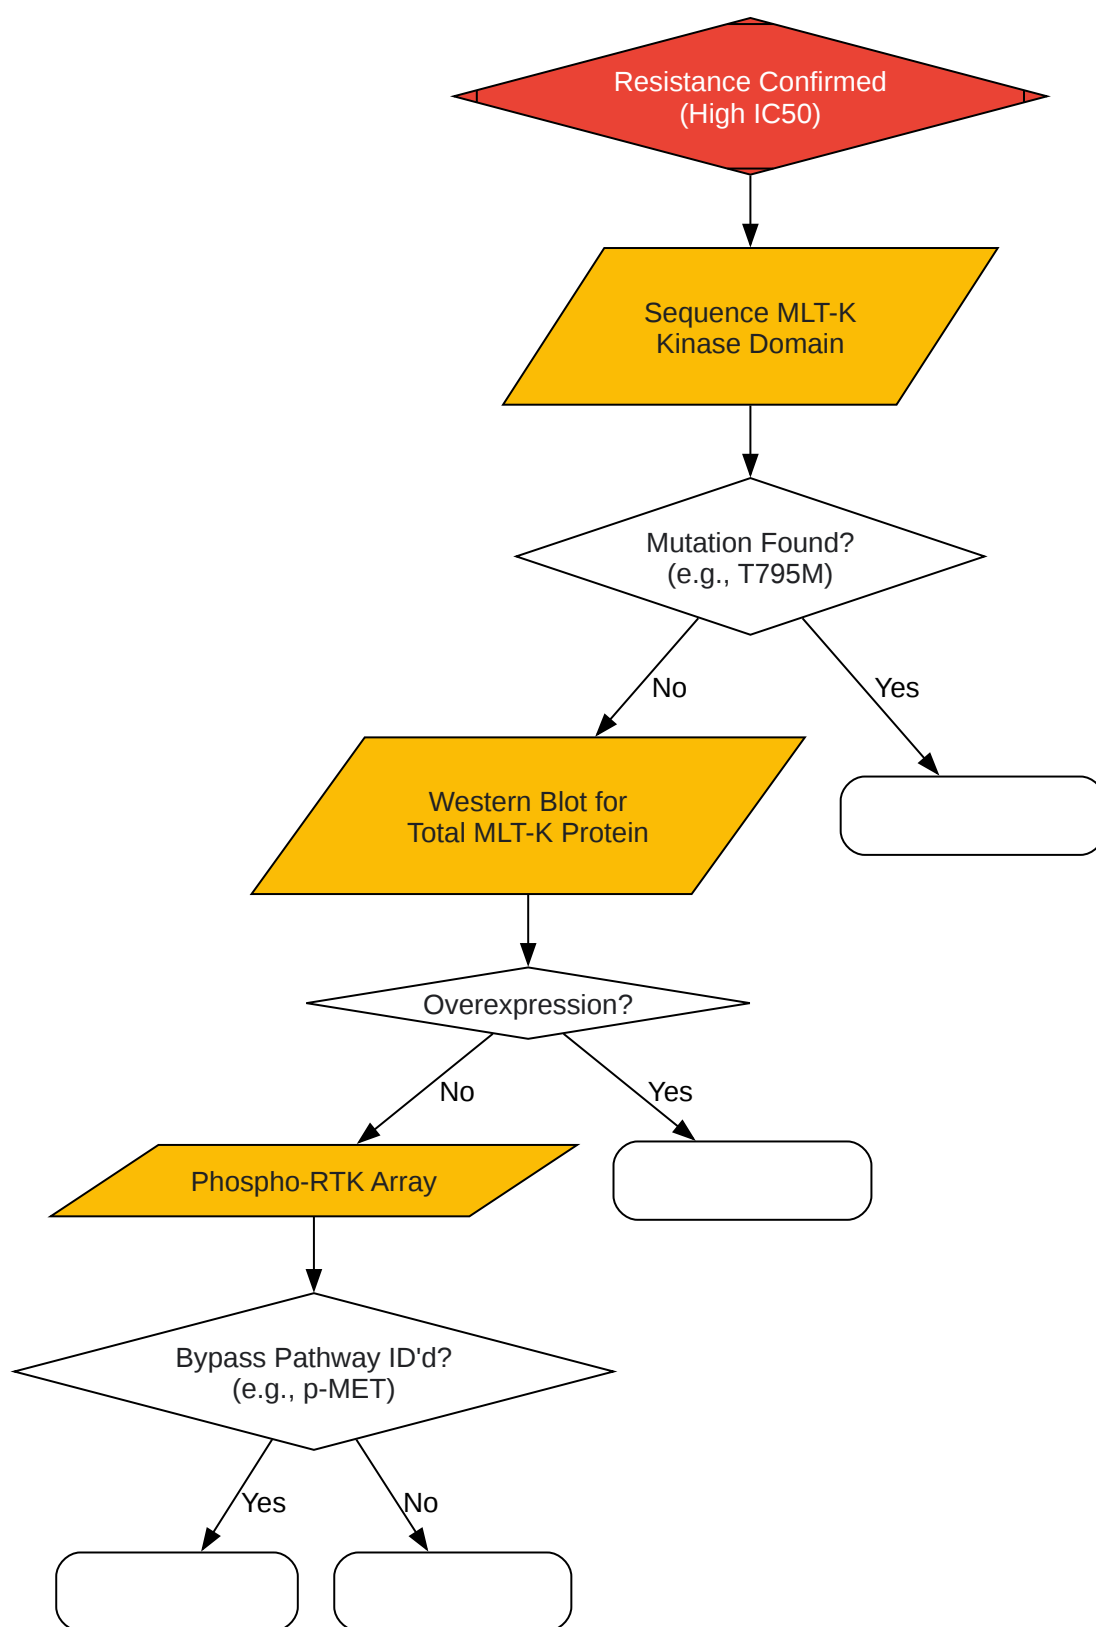 Resistance Confirmed
(High IC50)
Sequence MLT-K
Kinase Domain
Mutation Found?
(e.g., T795M)
No
Yes
Western Blot for
Total MLT-K Protein
Overexpression?
No
Yes
Phospho-RTK Array
Bypass Pathway ID'd?
(e.g., p-MET)
Yes
No